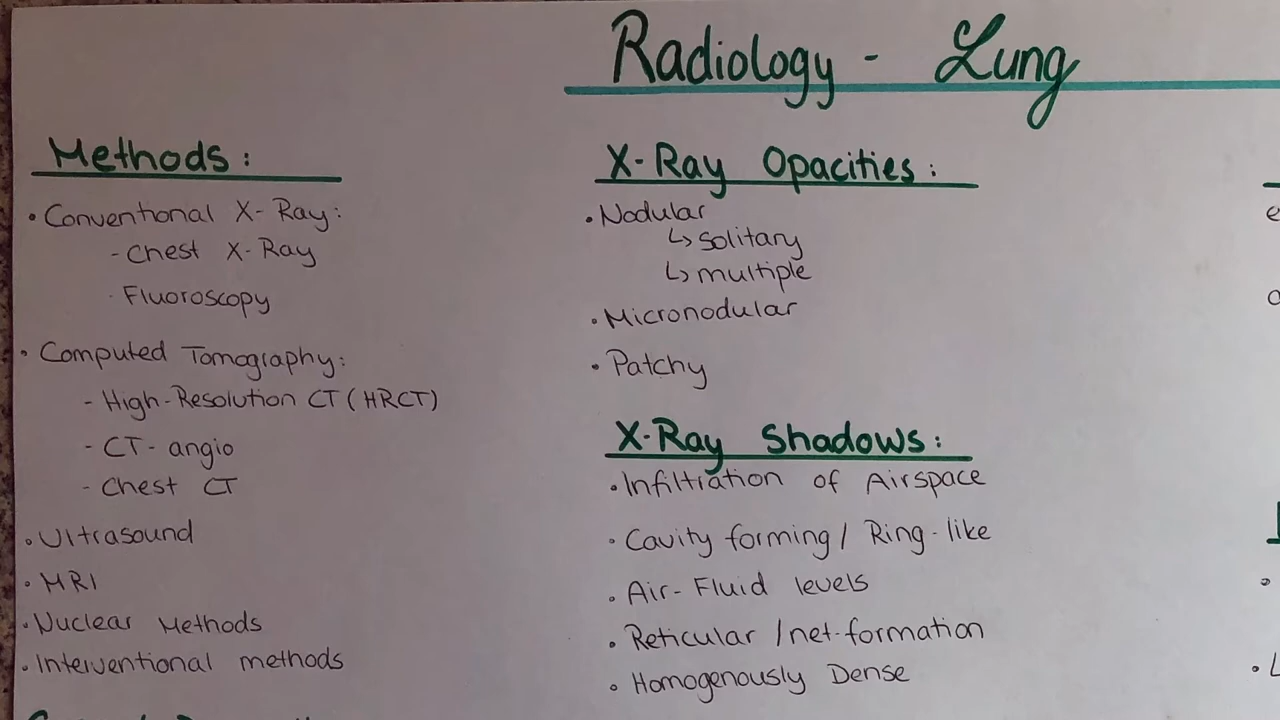 Radiology - Lung
Methods:
• Conventional X-Ray:
- Chest X-Ray
- Fluoroscopy
• Computed Tomography:
- High-Resolution CT (HRCT)
- CT-angio
- Chest CT
• Ultrasound
• MRI
• Nuclear Methods
• Interventional methods
X-Ray Opacities:
• Nodular
↳ solitary
↳ multiple
• Micronodular
• Patchy
X-Ray Shadows:
• Infiltration of Airspace
• Cavity forming / Ring-like
• Air-Fluid levels
• Reticular / net-formation
• Homogenously Dense